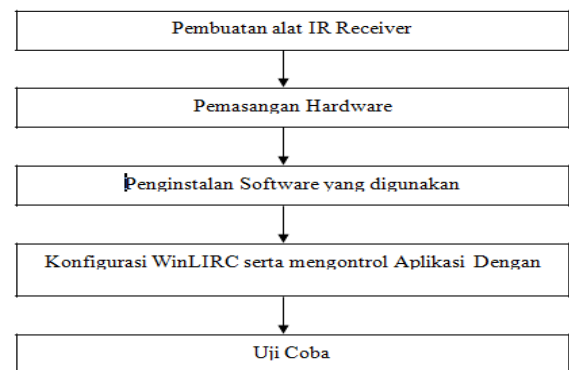 Pembuatan alat IR Receiver
Pemasangan Hardware
Penginstalan Software yang digunakan
Konfigurasi WinLIRC serta mengontrol Aplikasi Dengan
Uji Coba